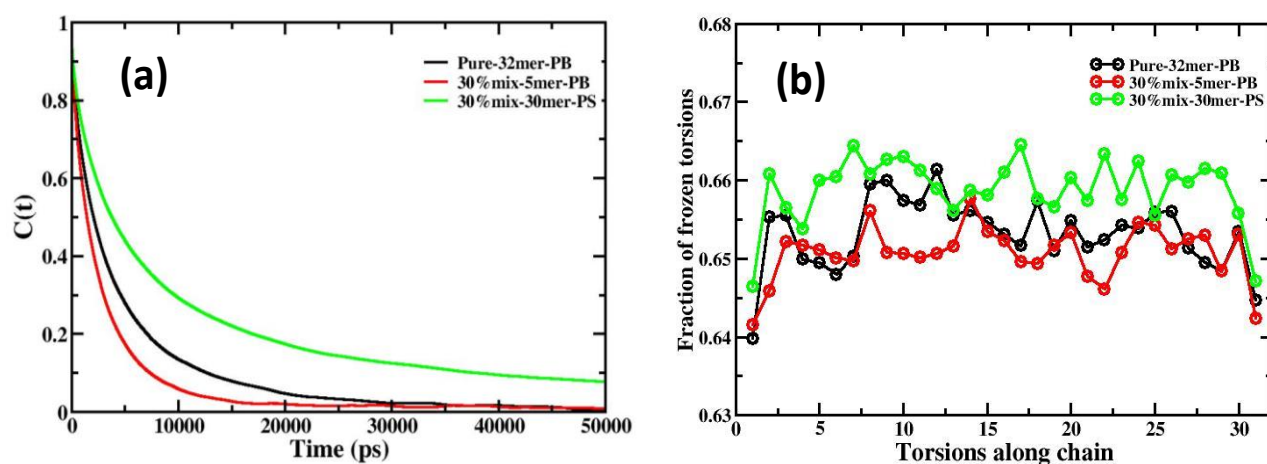 (a)
Pure-32mer-PB
30%mix-5mer-PB
30%mix-30mer-PS
1
0.8
0.6
0.4
0.2
0
C(t)
0 10000 20000 30000 40000 50000
Time (ps)
(b)
Pure-32mer-PB
30%mix-5mer-PB
30%mix-30mer-PS
0.68
0.67
0.66
0.65
0.64
0.63
Fraction of frozen torsions
0 5 10 15 20 25 30
Torsions along chain